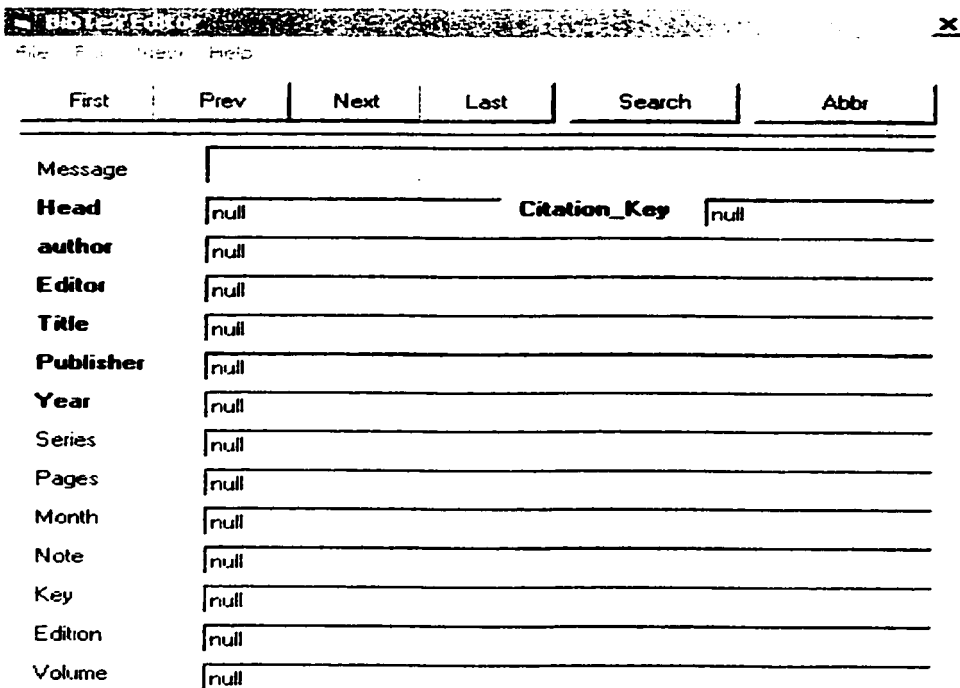 BibTex Editor
File View Help
First Prev Next Last Search Abbr
Message
Head null Citation_Key null
author null
Editor null
Title null
Publisher null
Year null
Series null
Pages null
Month null
Note null
Key null
Edition null
Volume null